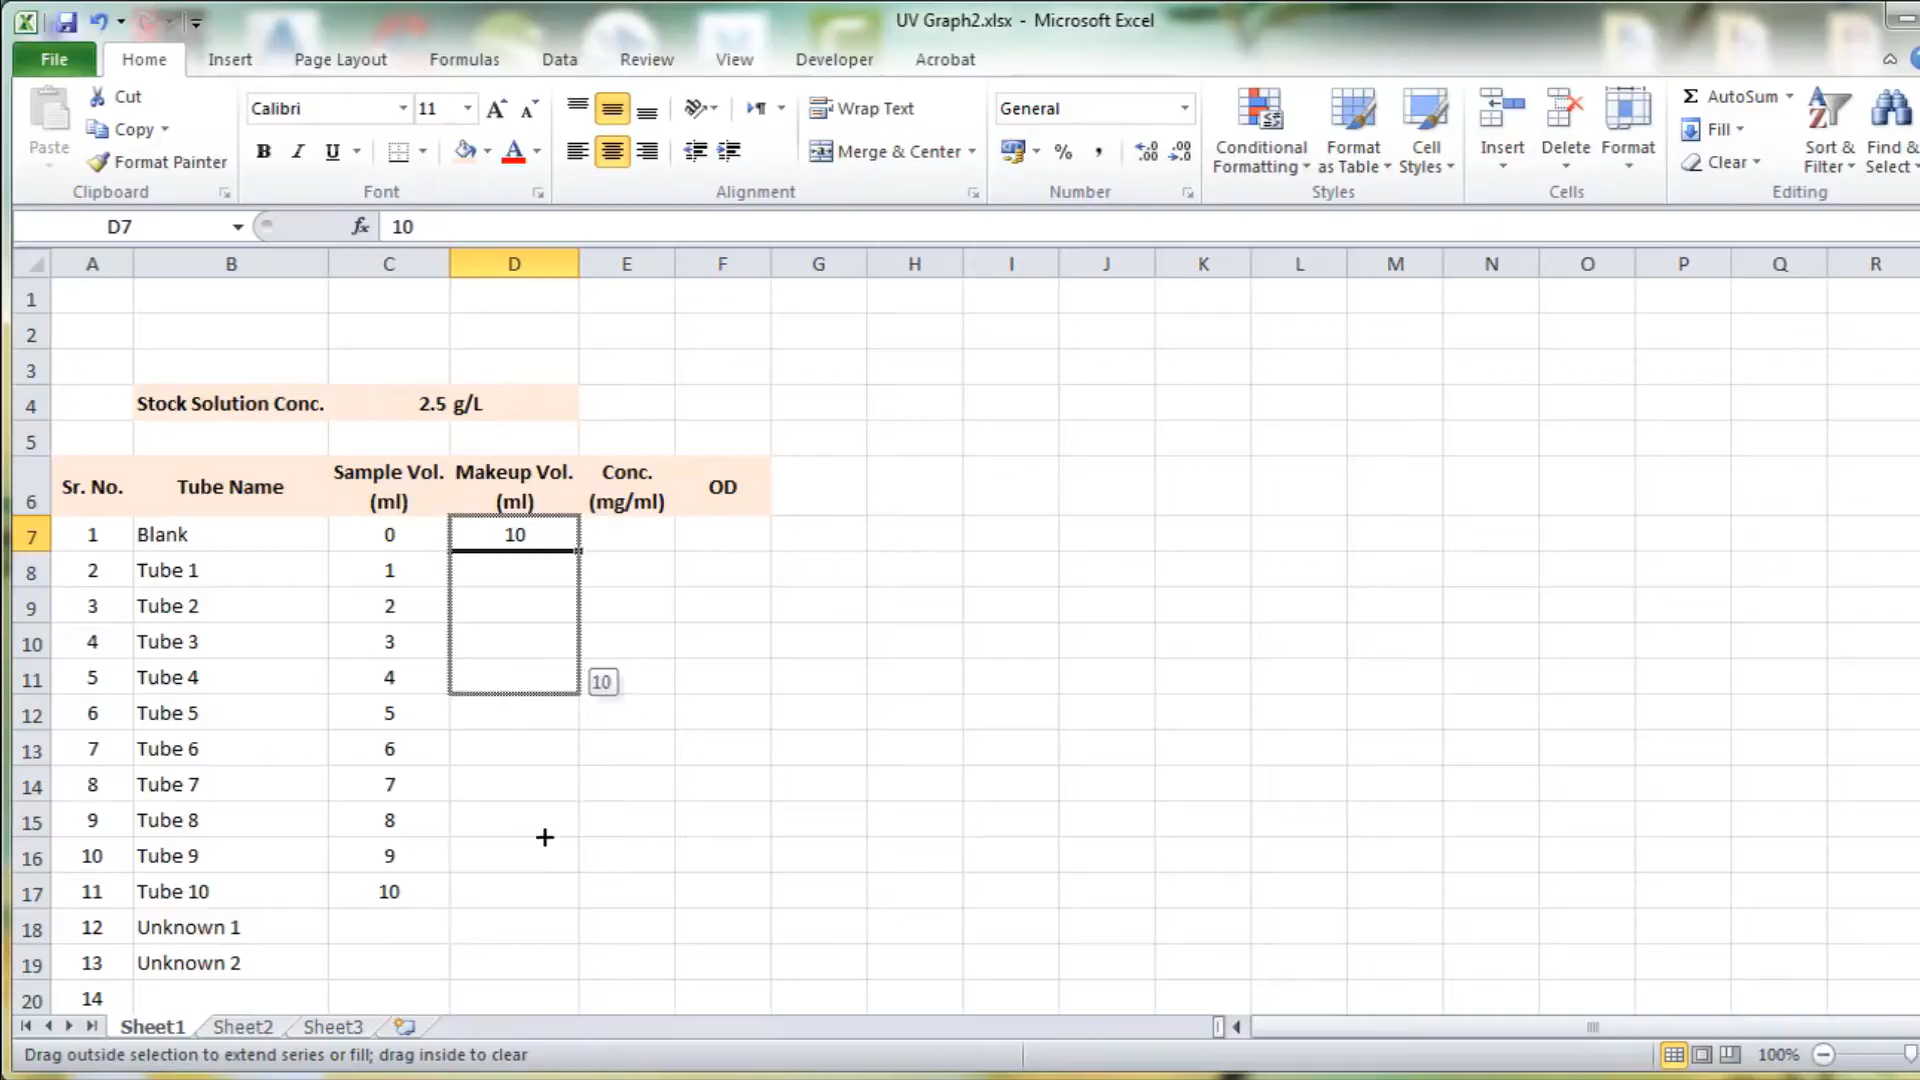 UV Graph2.xlsx - Microsoft Excel
File Home Insert Page Layout Formulas Data Review View Developer Acrobat
Paste
Cut
Copy
Format Painter
Clipboard
Calibri 11
B I U
Font
Wrap Text
Merge & Center
Alignment
General
%
Number
Conditional
Formatting
Format
as Table
Cell
Styles
Styles
Insert Delete Format
Cells
AutoSum
Fill
Clear
Sort &
Filter
Find &
Select
Editing
D7 fx 10
A B C D E F G H I J K L M N O P Q R
1
2
3
4 Stock Solution Conc. 2.5 g/L
5
6 Sr. No. Tube Name Sample Vol. (ml) Makeup Vol. (ml) Conc. (mg/ml) OD
7 1 Blank 0 10
8 2 Tube 1 1
9 3 Tube 2 2
10 4 Tube 3 3
11 5 Tube 4 4 10
12 6 Tube 5 5
13 7 Tube 6 6
14 8 Tube 7 7
15 9 Tube 8 8
16 10 Tube 9 9
17 11 Tube 10 10
18 12 Unknown 1
19 13 Unknown 2
20 14
Sheet1 Sheet2 Sheet3
Drag outside selection to extend series or fill; drag inside to clear 100%